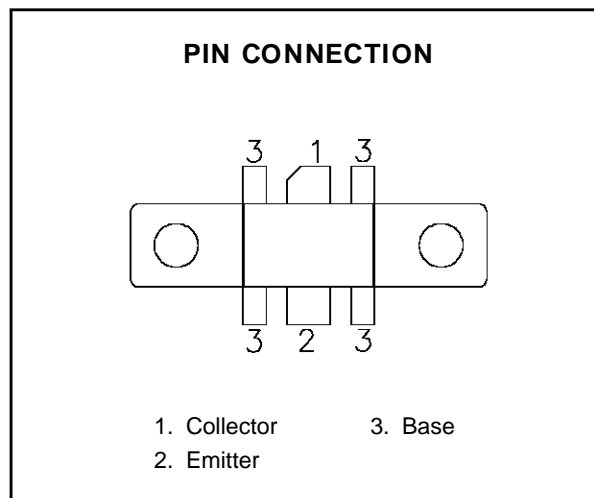 PIN CONNECTION
3 1 3
3 2 3
1. Collector 3. Base
2. Emitter